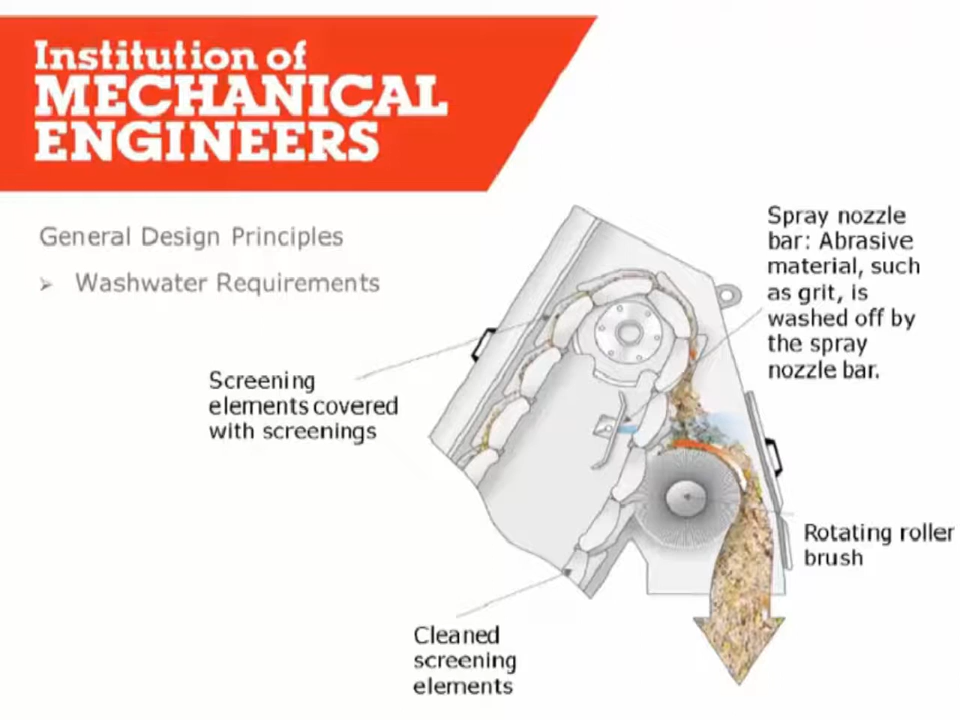 Institution of
MECHANICAL
ENGINEERS
General Design Principles
➢ Washwater Requirements
Spray nozzle
bar: Abrasive
material, such
as grit, is
washed off by
the spray
nozzle bar.
Screening
elements covered
with screenings
Rotating roller
brush
Cleaned
screening
elements